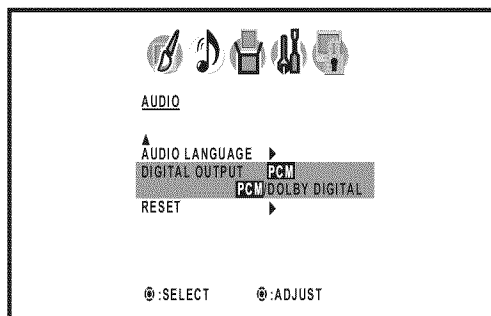 AUDIO
AUDIO LANGUAGE
DIGITAL OUTPUT PCM
PCM/DOLBY DIGITAL
RESET
:SELECT :ADJUST